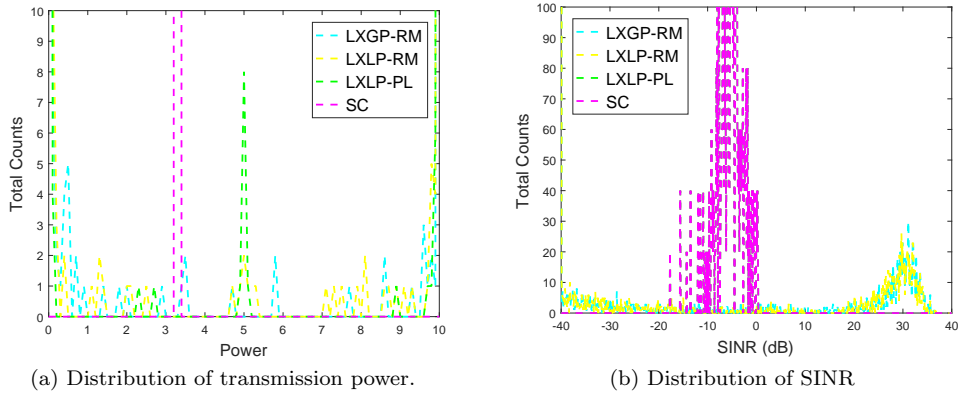 10
9
8
7
6
5
4
3
2
1
0
Total Counts
LXGP-RM
LXLP-RM
LXLP-PL
SC
0 1 2 3 4 5 6 7 8 9 10
Power
(a) Distribution of transmission power.
100
90
80
70
60
50
40
30
20
10
0
Total Counts
LXGP-RM
LXLP-RM
LXLP-PL
SC
-40 -30 -20 -10 0 10 20 30 40
SINR (dB)
(b) Distribution of SINR